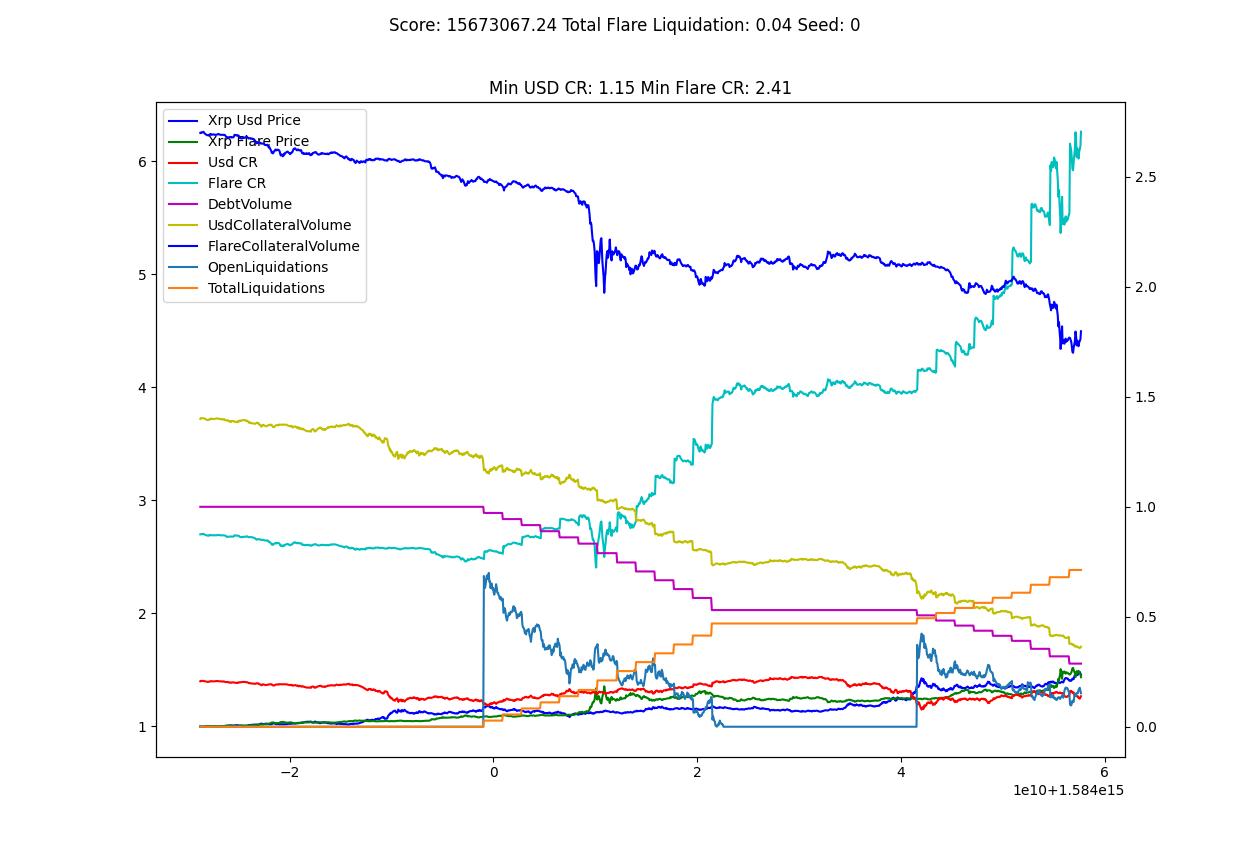 Score: 15673067.24 Total Flare Liquidation: 0.04 Seed: 0
Min USD CR: 1.15 Min Flare CR: 2.41
Xrp Usd Price
Xrp Flare Price
Usd CR
Flare CR
DebtVolume
UsdCollateralVolume
FlareCollateralVolume
OpenLiquidations
TotalLiquidations
6
5
4
3
2
1
2.5
2.0
1.5
1.0
0.5
0.0
−2 0 2 4 6
1e10+1.584e15